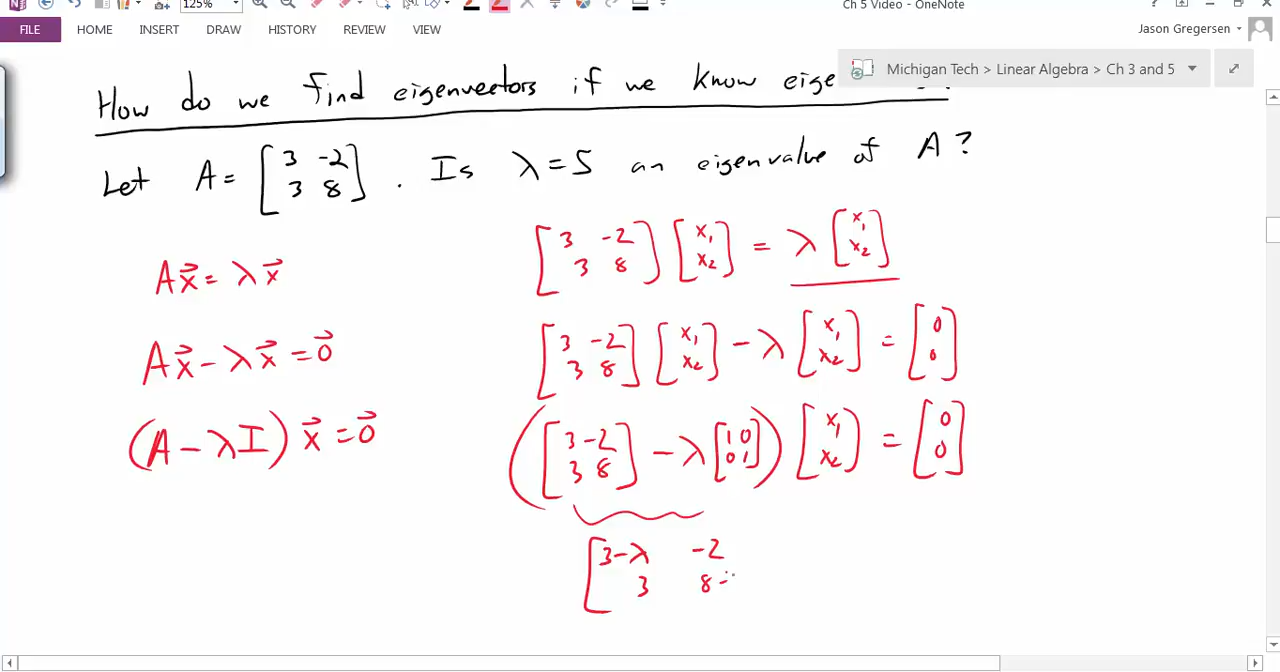 125%
Ch 5 Video - OneNote
FILE HOME INSERT DRAW HISTORY REVIEW VIEW
Jason Gregersen
Michigan Tech > Linear Algebra > Ch 3 and 5
How do we find eigenvectors if we know eige
Let A = [3 -2; 3 8]. Is λ=5 an eigenvalue of A?
[3 -2; 3 8] [x₁; x₂] = λ [x₁; x₂]
Ax⃗ = λx⃗
[3 -2; 3 8] [x₁; x₂] - λ [x₁; x₂] = [0; 0]
Ax⃗ - λx⃗ = 0⃗
([3 -2; 3 8] - λ [1 0; 0 1]) [x₁; x₂] = [0; 0]
(A - λI) x⃗ = 0⃗
[3-λ -2
3 8-